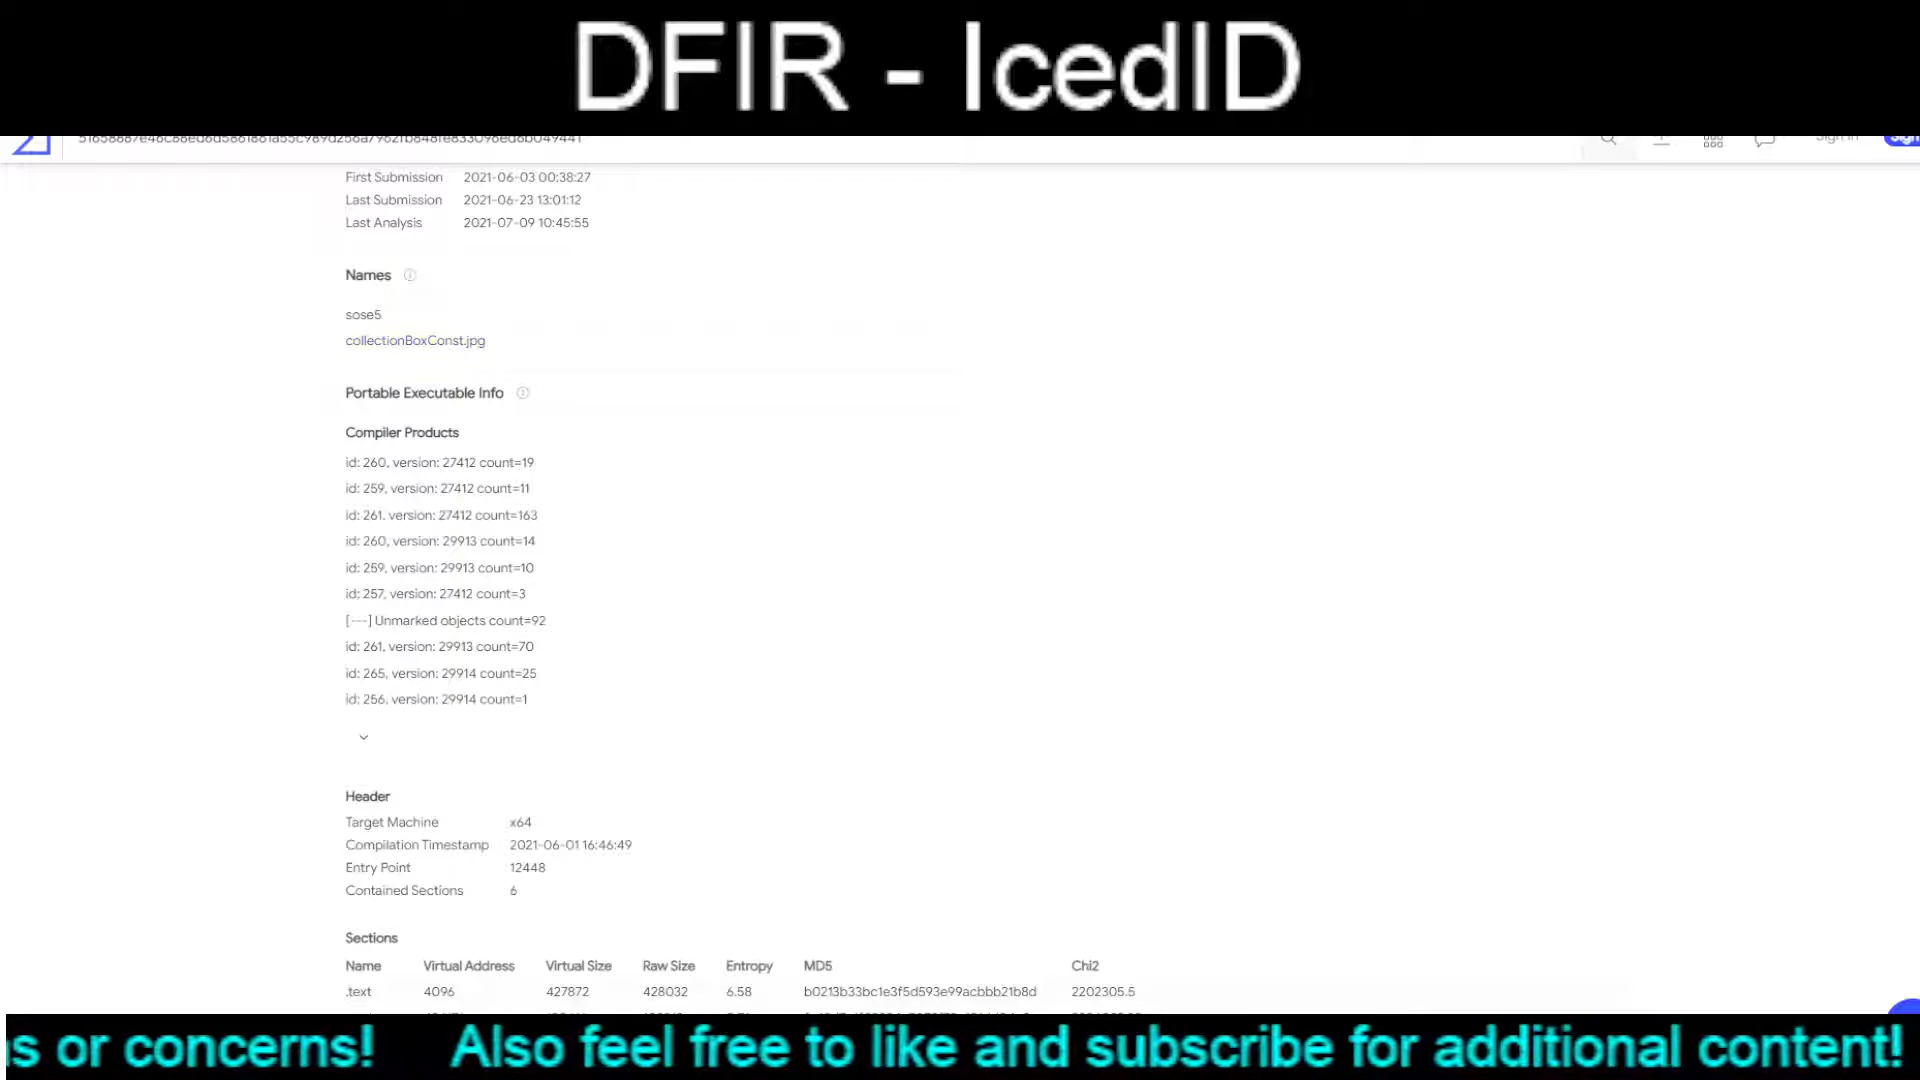 DFIR - IcedID
First Submission 2021-06-03 00:38:27
Last Submission 2021-06-23 13:01:12
Last Analysis 2021-07-09 10:45:55
Names
sose5
collectionBoxConst.jpg
Portable Executable Info
Compiler Products
id: 260, version: 27412 count=19
id: 259, version: 27412 count=11
id: 261, version: 27412 count=163
id: 260, version: 29913 count=14
id: 259, version: 29913 count=10
id: 257, version: 27412 count=3
[---] Unmarked objects count=92
id: 261, version: 29913 count=70
id: 265, version: 29914 count=25
id: 256, version: 29914 count=1
Header
Target Machine x64
Compilation Timestamp 2021-06-01 16:46:49
Entry Point 12448
Contained Sections 6
Sections
Name Virtual Address Virtual Size Raw Size Entropy MD5 Chi2
.text 4096 427872 428032 6.58 b0213b33bc1e3f5d593e99acbbb21b8d 2202305.5
s or concerns! Also feel free to like and subscribe for additional content!